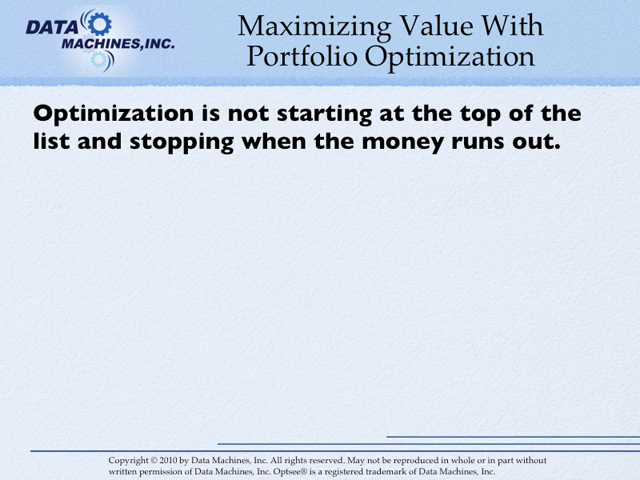 DATA
MACHINES,INC.
Maximizing Value With
Portfolio Optimization
Optimization is not starting at the top of the
list and stopping when the money runs out.
Copyright © 2010 by Data Machines, Inc. All rights reserved. May not be reproduced in whole or in part without
written permission of Data Machines, Inc. Optsee® is a registered trademark of Data Machines, Inc.